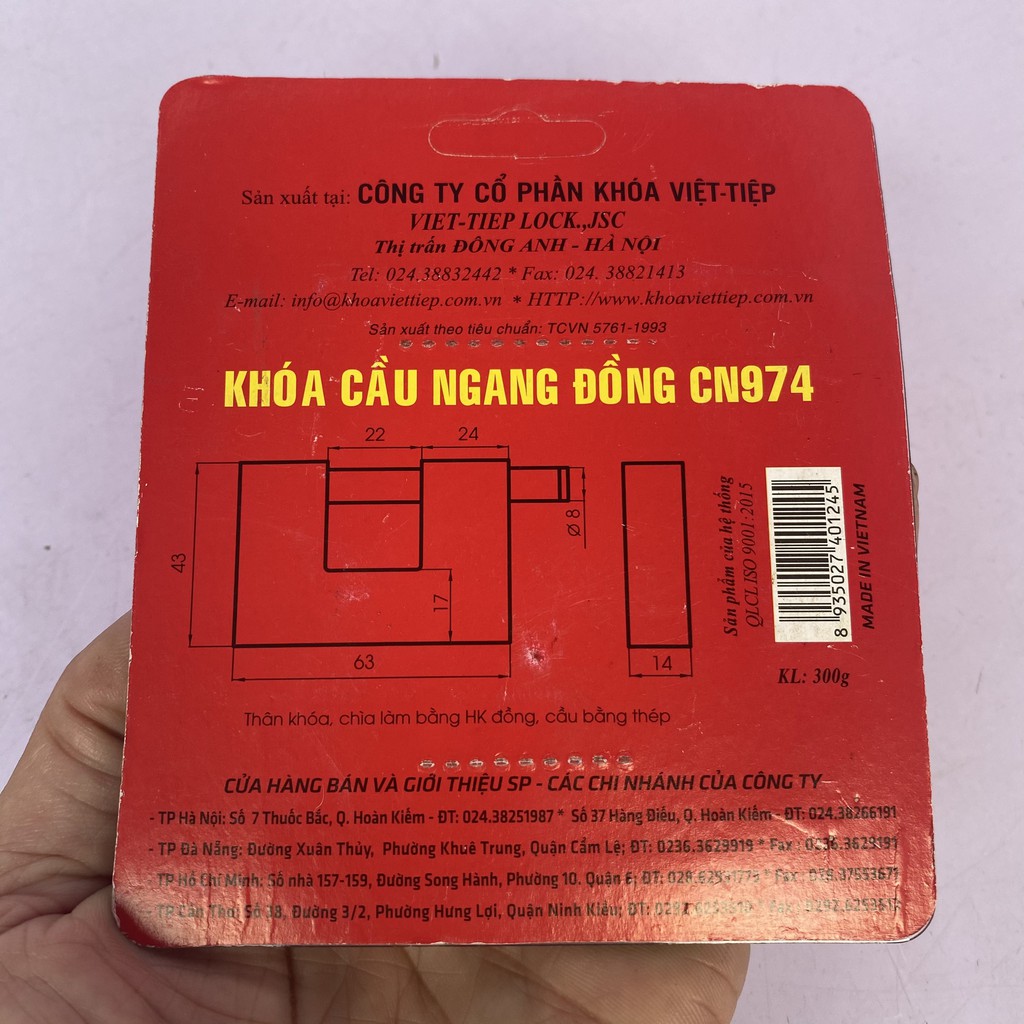 Sản xuất tại: CÔNG TY CỔ PHẦN KHÓA VIỆT-TIỆP
VIET-TIEP LOCK.,JSC
Thị trấn ĐÔNG ANH - HÀ NỘI
Tel: 024.38832442 * Fax: 024. 38821413
E-mail: info@khoaviettiep.com.vn * HTTP://www.khoaviettiep.com.vn
Sản xuất theo tiêu chuẩn: TCVN 5761-1993
KHÓA CẦU NGANG ĐỒNG CN974
22
24
43
Ø 8
17
63
14
Sản phẩm của hệ thống
QLCL ISO 9001:2015
8 935027 401245
MADE IN VIETNAM
KL: 300g
Thân khóa, chìa làm bằng HK đồng, cầu bằng thép
CỬA HÀNG BÁN VÀ GIỚI THIỆU SP - CÁC CHI NHÁNH CỦA CÔNG TY
- TP Hà Nội: Số 7 Thuốc Bắc, Q. Hoàn Kiếm - ĐT: 024.38251987 * Số 37 Hàng Điếu, Q. Hoàn Kiếm - ĐT: 024.38266191
- TP Đà Nẵng: Đường Xuân Thủy, Phường Khuê Trung, Quận Cẩm Lệ; ĐT: 0236.3629919 * Fax : 0236.3629191
TP Hồ Chí Minh: Số nhà 157-159, Đường Song Hành, Phường 10. Quận 6; ĐT: * Fax : 028.37553671
- TP Cần Thơ: Số 38, Đường 3/2, Phường Hưng Lợi, Quận Ninh Kiều; ĐT: * Fax :